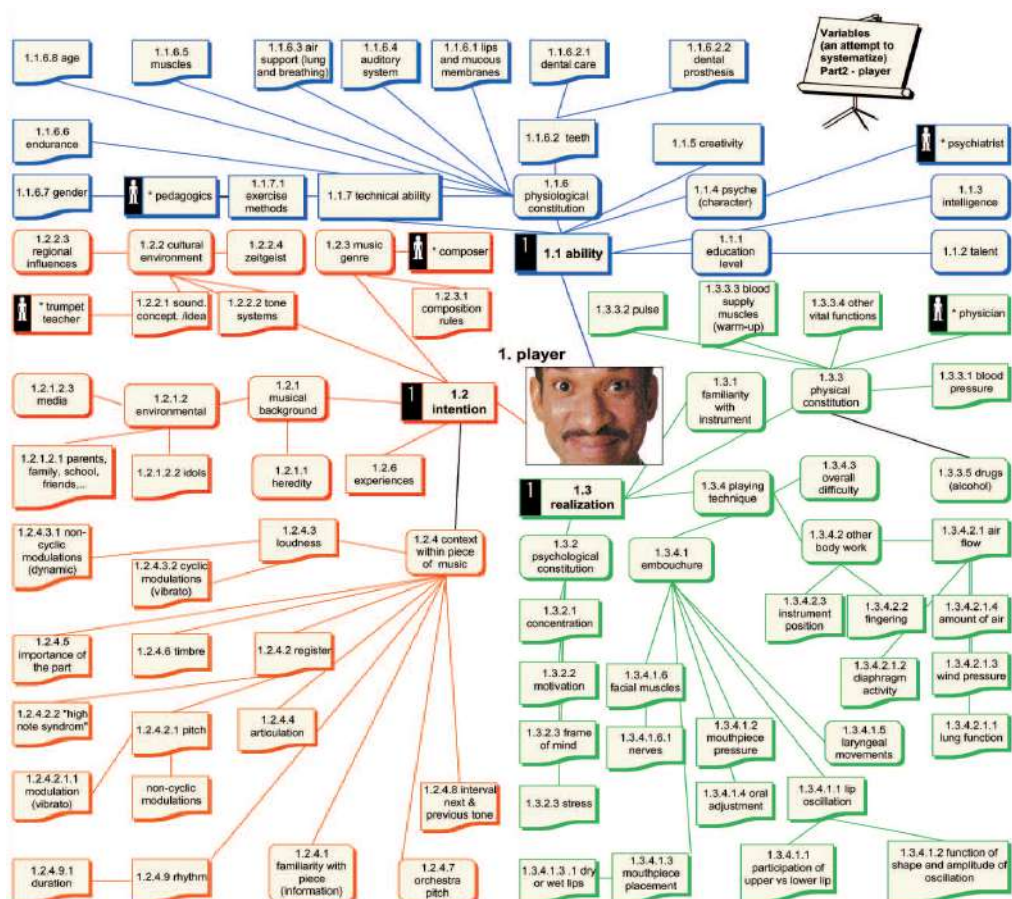 Variables
(an attempt to
systematize)
Part2 - player
1.1.6.8 age
1.1.6.5
muscles
1.1.6.3 air
support (lung
and breathing)
1.1.6.4
auditory
system
1.1.6.1 lips
and mucous
membranes
1.1.6.2.1
dental care
1.1.6.2.2
dental
prosthesis
1.1.6.6
endurance
1.1.6.2 teeth
1.1.5 creativity
* psychiatrist
1.1.6.7 gender
* pedagogics
1.1.7.1
exercise
methods
1.1.7 technical ability
1.1.6
physiological
constitution
1.1.4 psyche
(character)
1.1.3
intelligence
1.2.2.3
regional
influences
1.2.2 cultural
environment
1.2.2.4
zeitgeist
1.2.3 music
genre
* composer
1
1.1 ability
1.1.1
education
level
1.1.2 talent
* trumpet
teacher
1.2.2.1 sound.
concept. /idea
1.2.2.2 tone
systems
1.2.3.1
composition
rules
1.3.3.2 pulse
1.3.3.3 blood
supply
muscles
(warm-up)
1.3.3.4 other
vital functions
* physician
1. player
1.2.1.2.3
media
1.2.1.2
environmental
1.2.1
musical
background
1
1.2
intention
1.3.1
familiarity
with
instrument
1.3.3
physical
constitution
1.3.3.1 blood
pressure
1.2.1.2.1 parents,
family, school,
friends,..
1.2.1.2.2 idols
1.2.1.1
heredity
1.2.6
experiences
1
1.3
realization
1.3.4 playing
technique
1.3.4.3
overall
difficulty
1.3.3.5 drugs
(alcohol)
1.2.4.3.1 non-
cyclic
modulations
(dynamic)
1.2.4.3.2 cyclic
modulations
(vibrato)
1.2.4.3
loudness
1.2.4 context
within piece
of music
1.3.2
psychological
constitution
1.3.4.1
embouchure
1.3.4.2 other
body work
1.3.4.2.1 air
flow
1.3.2.1
concentration
1.3.4.2.3
instrument
position
1.3.4.2.2
fingering
1.3.4.2.1.4
amount of air
1.2.4.5
importance of
the part
1.2.4.6 timbre
1.2.4.2 register
1.3.2.2
motivation
1.3.4.1.6
facial muscles
1.3.4.2.1.2
diaphragm
activity
1.3.4.2.1.3
wind pressure
1.2.4.2.2 "high
note syndrom"
1.2.4.2.1 pitch
1.2.4.4
articulation
1.3.2.3 frame
of mind
1.3.4.1.6.1
nerves
1.3.4.1.2
mouthpiece
pressure
1.3.4.1.5
laryngeal
movements
1.3.4.2.1.1
lung function
1.2.4.2.1.1
modulation
(vibrato)
non-cyclic
modulations
1.2.4.8 interval
next &
previous tone
1.3.2.3 stress
1.3.4.1.4 oral
adjustment
1.3.4.1.1 lip
oscillation
1.2.4.9.1
duration
1.2.4.9 rhythm
1.2.4.1
familiarity with
piece
(information)
1.2.4.7
orchestra
pitch
1.3.4.1.3 .1 dry
or wet lips
1.3.4.1.3
mouthpiece
placement
1.3.4.1.1
participation of
upper vs lower lip
1.3.4.1.2 function of
shape and amplitude of
oscillation